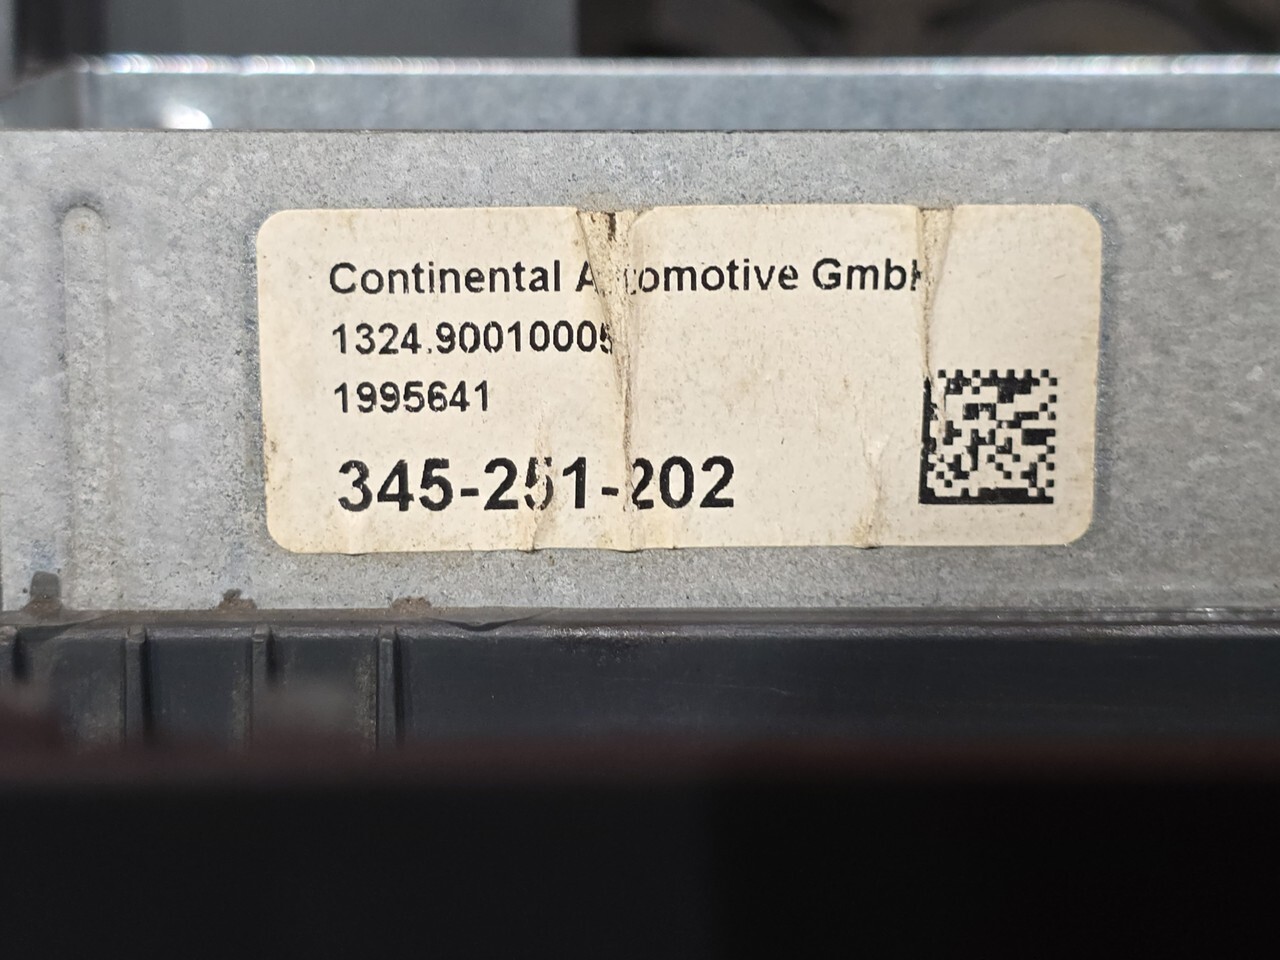 Continental Automotive GmbH
1324.90010005
1995641
345-251-202